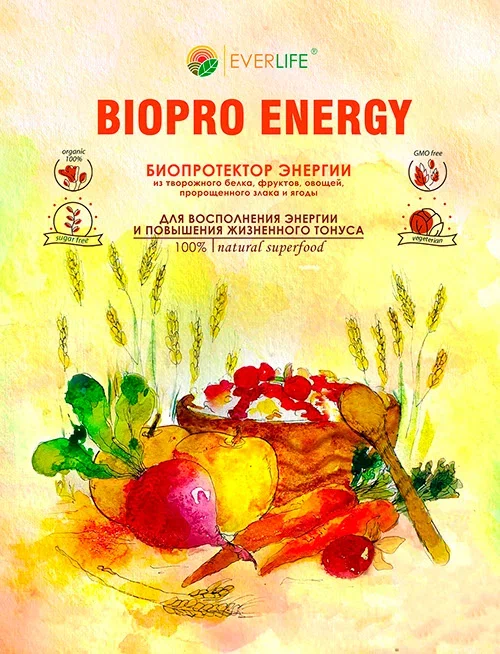 EVERLIFE®
BIOPRO ENERGY
organic
100%
GMO free
БИОПРОТЕКТОР ЭНЕРГИИ
из творожного белка, фруктов, овощей,
пророщенного злака и ягоды
sugar free
vegeterian
ДЛЯ ВОСПОЛНЕНИЯ ЭНЕРГИИ
И ПОВЫШЕНИЯ ЖИЗНЕННОГО ТОНУСА
100% | natural superfood